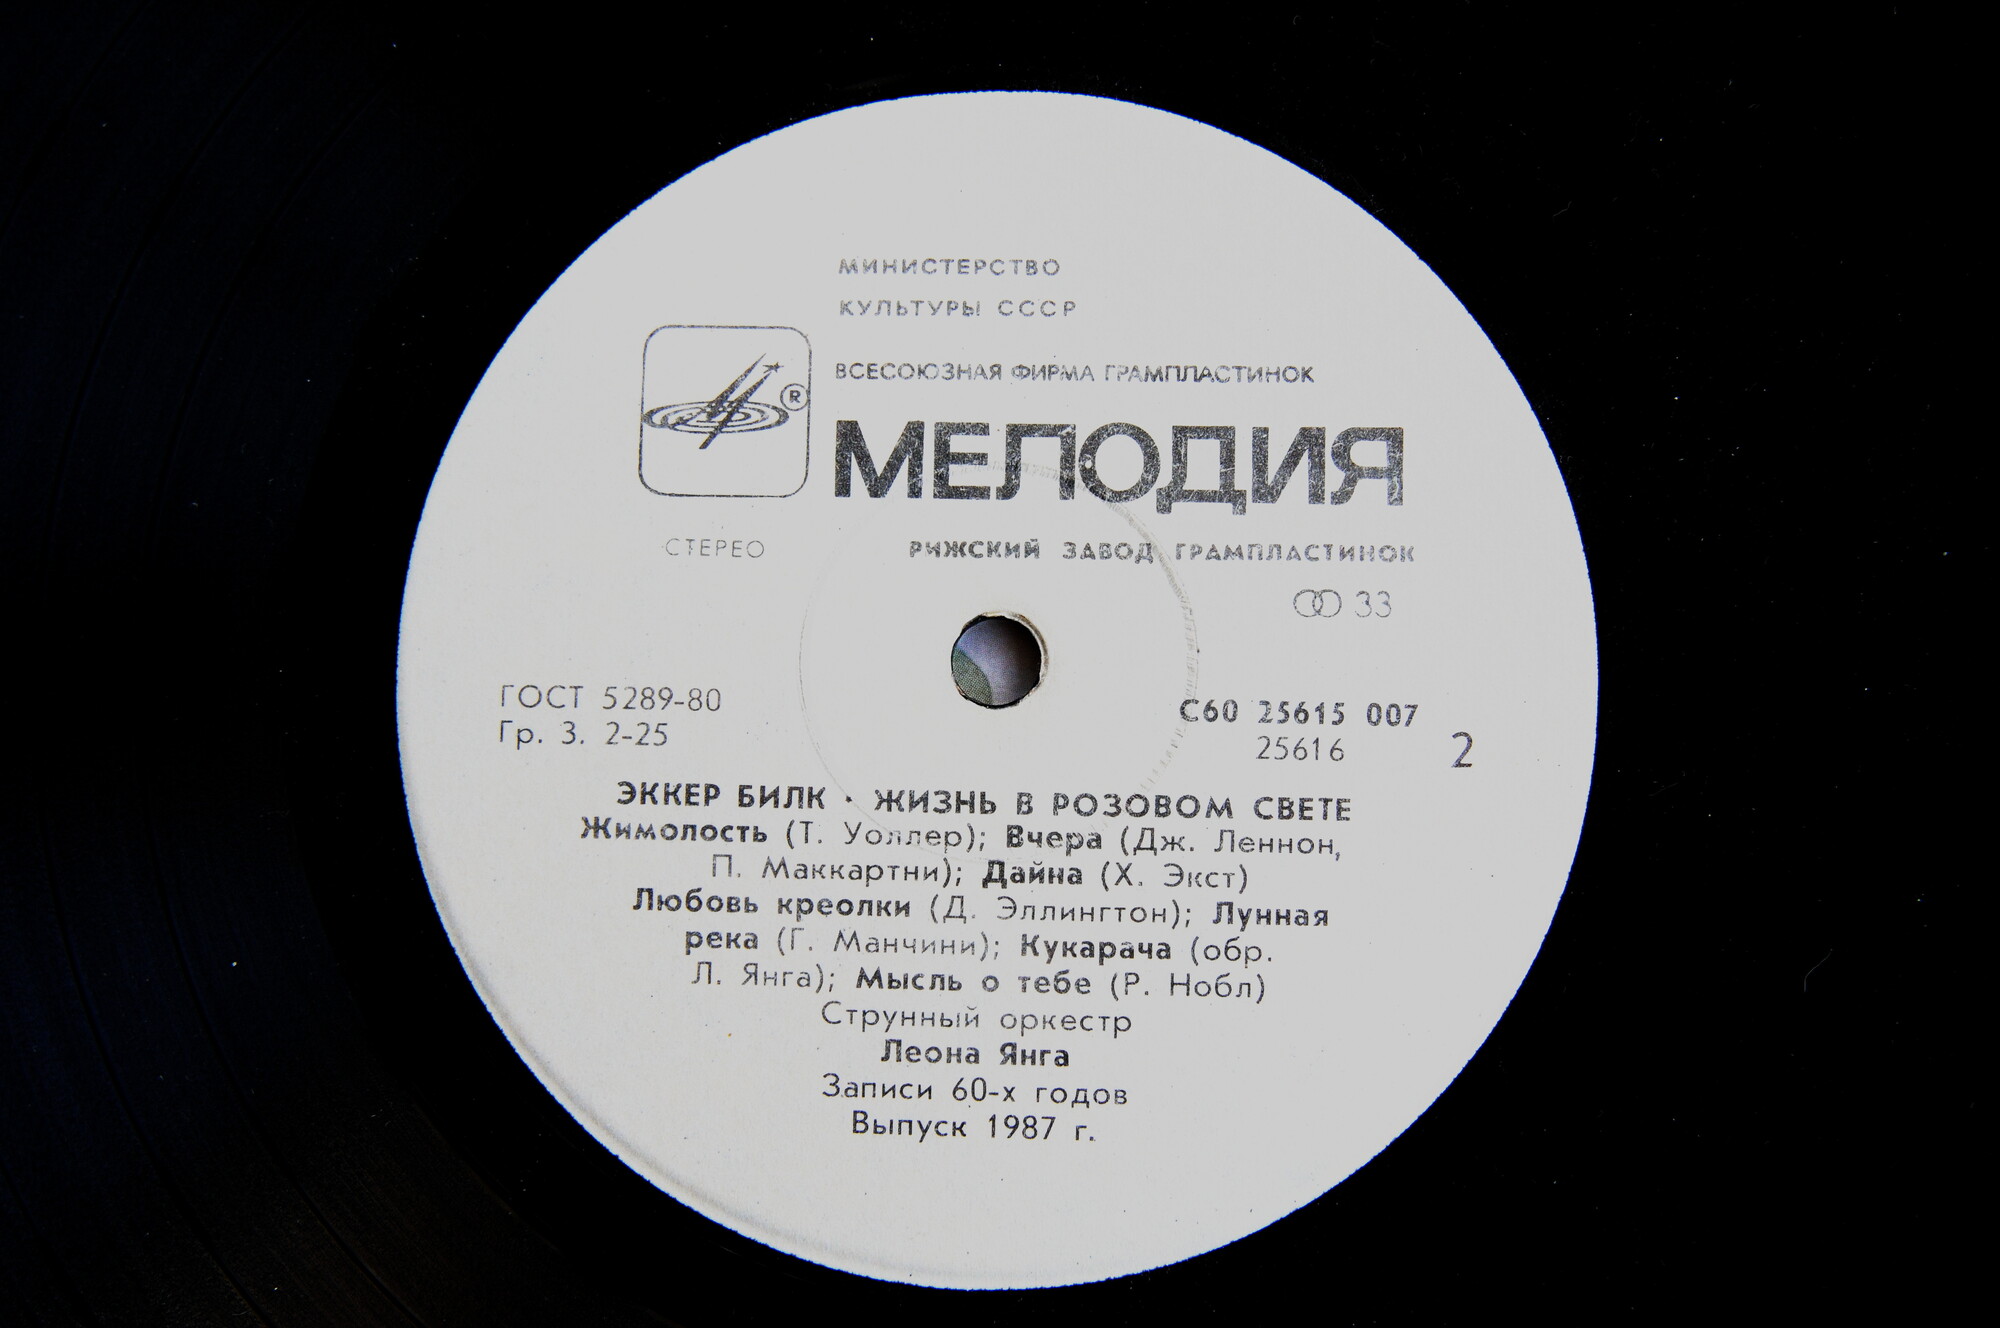 МИНИСТЕРСТВО
КУЛЬТУРЫ СССР
ВСЕСОЮЗНАЯ ФИРМА ГРАМПЛАСТИНОК
®
МЕЛОДИЯ
СТЕРЕО
РИЖСКИЙ ЗАВОД ГРАМПЛАСТИНОК
33
ГОСТ 5289-80
Гр. 3. 2-25
С60 25615 007
25616
2
ЭККЕР БИЛК · ЖИЗНЬ В РОЗОВОМ СВЕТЕ
Жимолость (Т. Уоллер); Вчера (Дж. Леннон,
П. Маккартни); Дайна (Х. Экст)
Любовь креолки (Д. Эллингтон); Лунная
река (Г. Манчини); Кукарача (обр.
Л. Янга); Мысль о тебе (Р. Нобл)
Струнный оркестр
Леона Янга
Записи 60-х годов
Выпуск 1987 г.